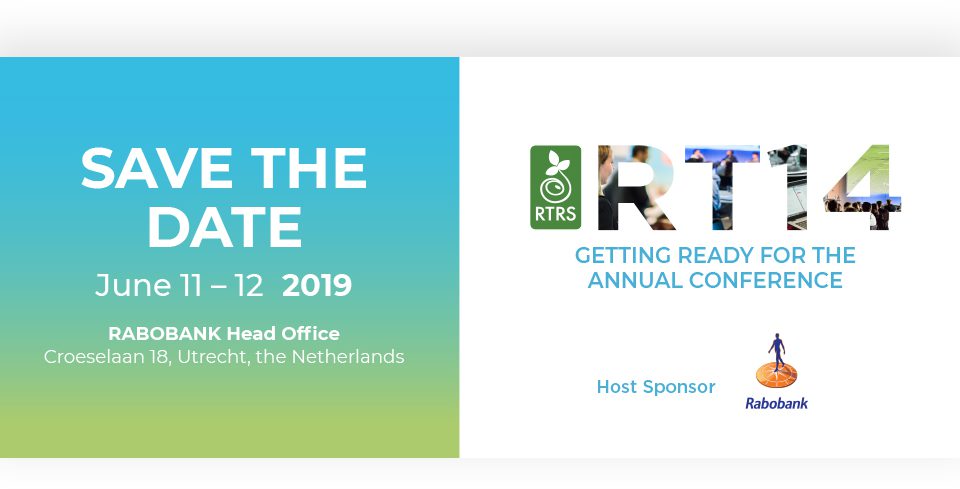 SAVE THE
DATE
June 11 – 12 2019
RABOBANK Head Office
Croeselaan 18, Utrecht, the Netherlands
RTRS
RT14
GETTING READY FOR THE
ANNUAL CONFERENCE
Host Sponsor
Rabobank